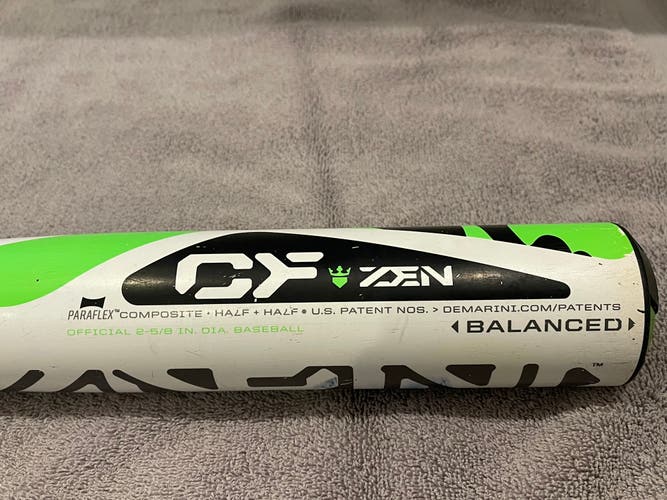 CF ZEN
PARAFLEX™ COMPOSITE • HALF + HALF • U.S. PATENT NOS. > DEMARINI.COM/PATENTS
OFFICIAL 2-5/8 IN. DIA. BASEBALL
BALANCED
™